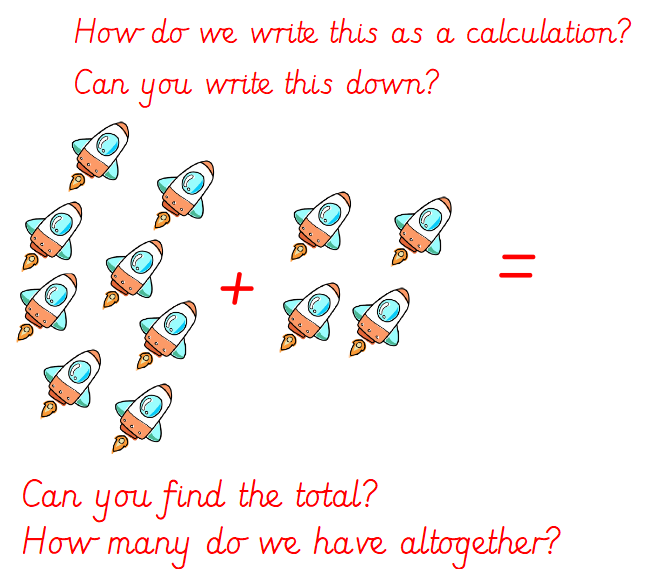 How do we write this as a calculation?
Can you write this down?
+ =
Can you find the total?
How many do we have altogether?